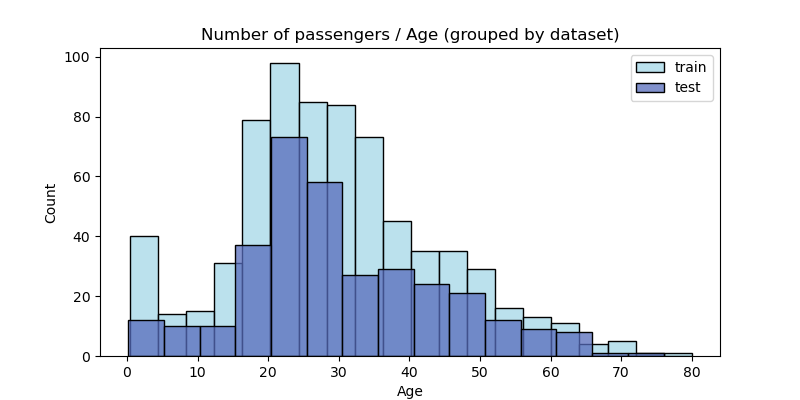 Number of passengers / Age (grouped by dataset)
train
test
100
80
60
40
20
0
Count
0 10 20 30 40 50 60 70 80
Age